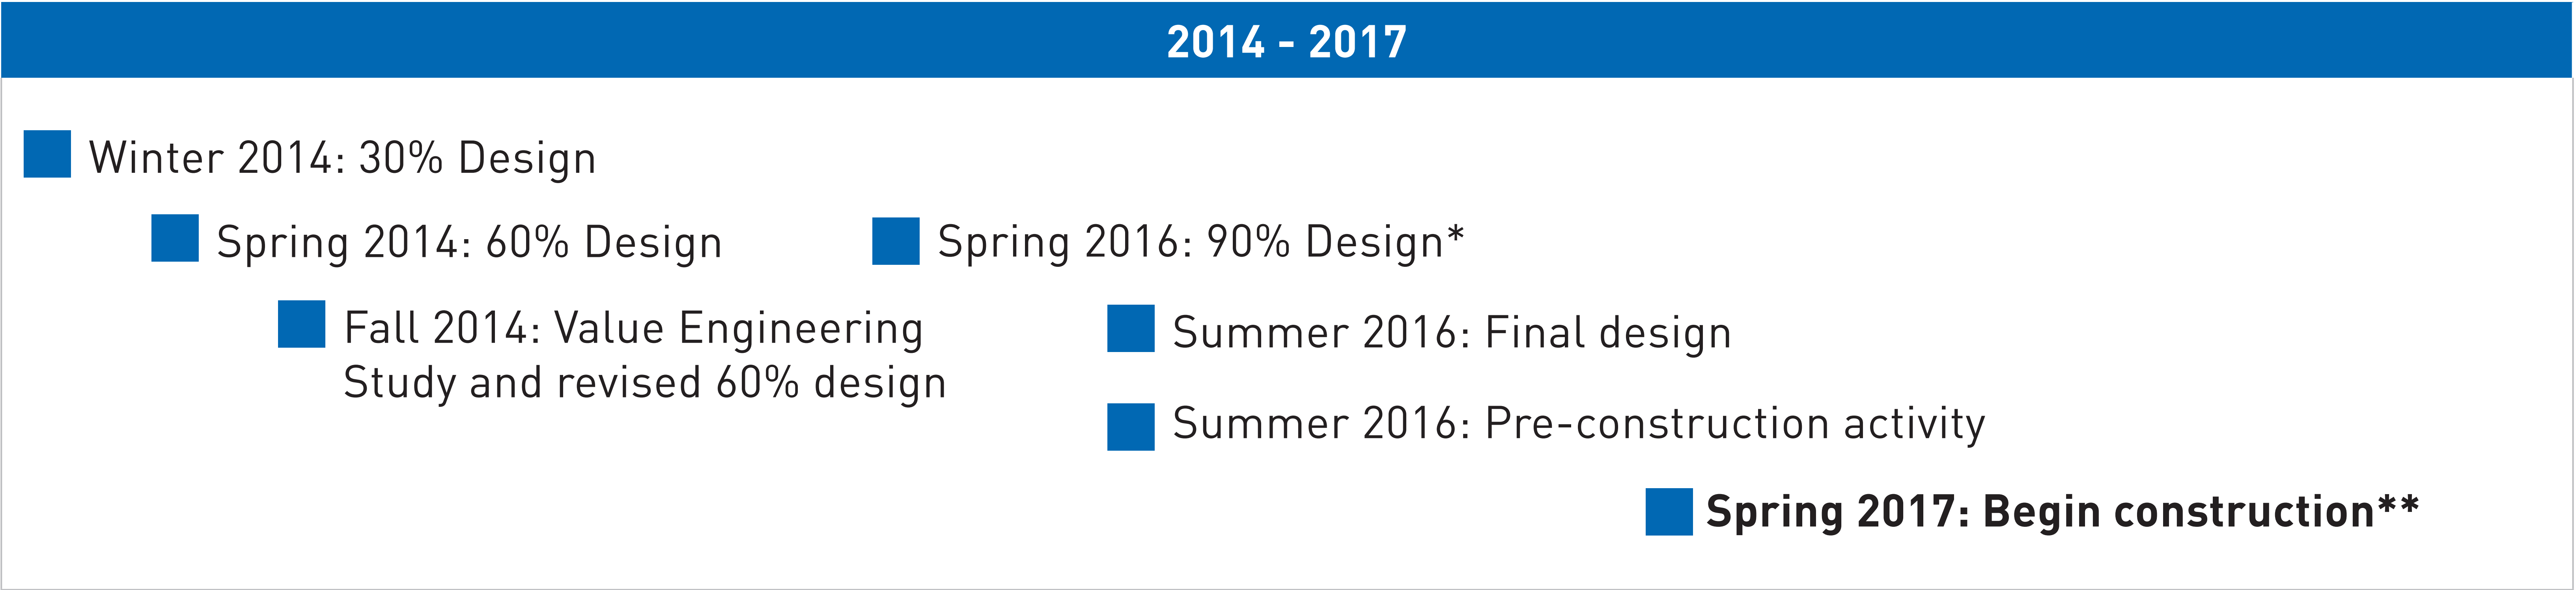 2014 - 2017
Winter 2014: 30% Design
Spring 2014: 60% Design
Spring 2016: 90% Design*
Fall 2014: Value Engineering
Study and revised 60% design
Summer 2016: Final design
Summer 2016: Pre-construction activity
Spring 2017: Begin construction**